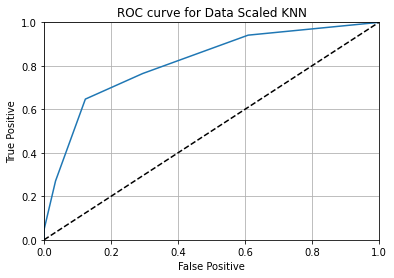 ROC curve for Data Scaled KNN
1.0
0.8
0.6
0.4
0.2
0.0
True Positive
0.0 0.2 0.4 0.6 0.8 1.0
False Positive